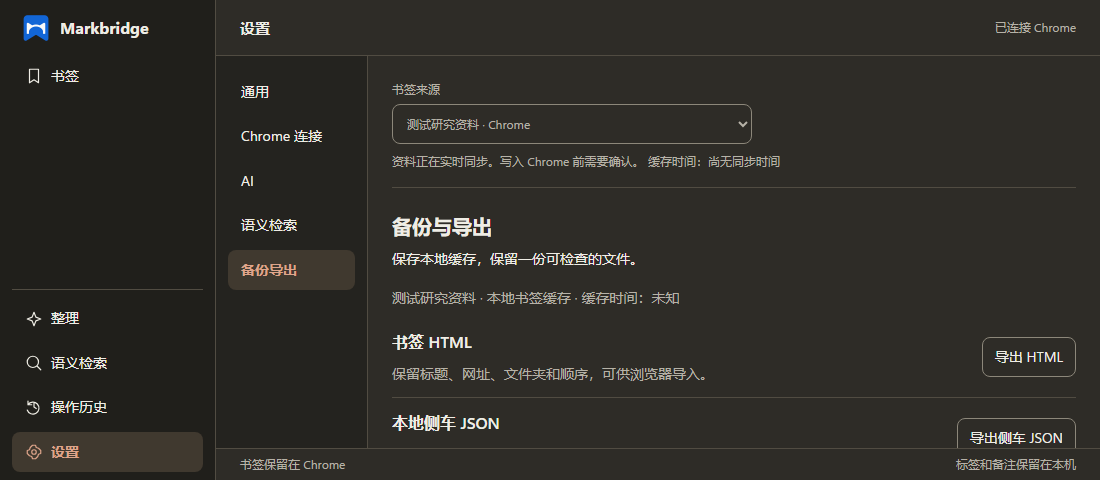 Markbridge
书签
整理
语义检索
操作历史
设置
设置
已连接 Chrome
通用
Chrome 连接
AI
语义检索
备份导出
书签来源
测试研究资料 · Chrome
资料正在实时同步。写入 Chrome 前需要确认。 缓存时间：尚无同步时间
备份与导出
保存本地缓存，保留一份可检查的文件。
测试研究资料 · 本地书签缓存 · 缓存时间：未知
书签 HTML
保留标题、网址、文件夹和顺序，可供浏览器导入。
导出 HTML
本地侧车 JSON
导出侧车 JSON
书签保留在 Chrome
标签和备注保留在本机